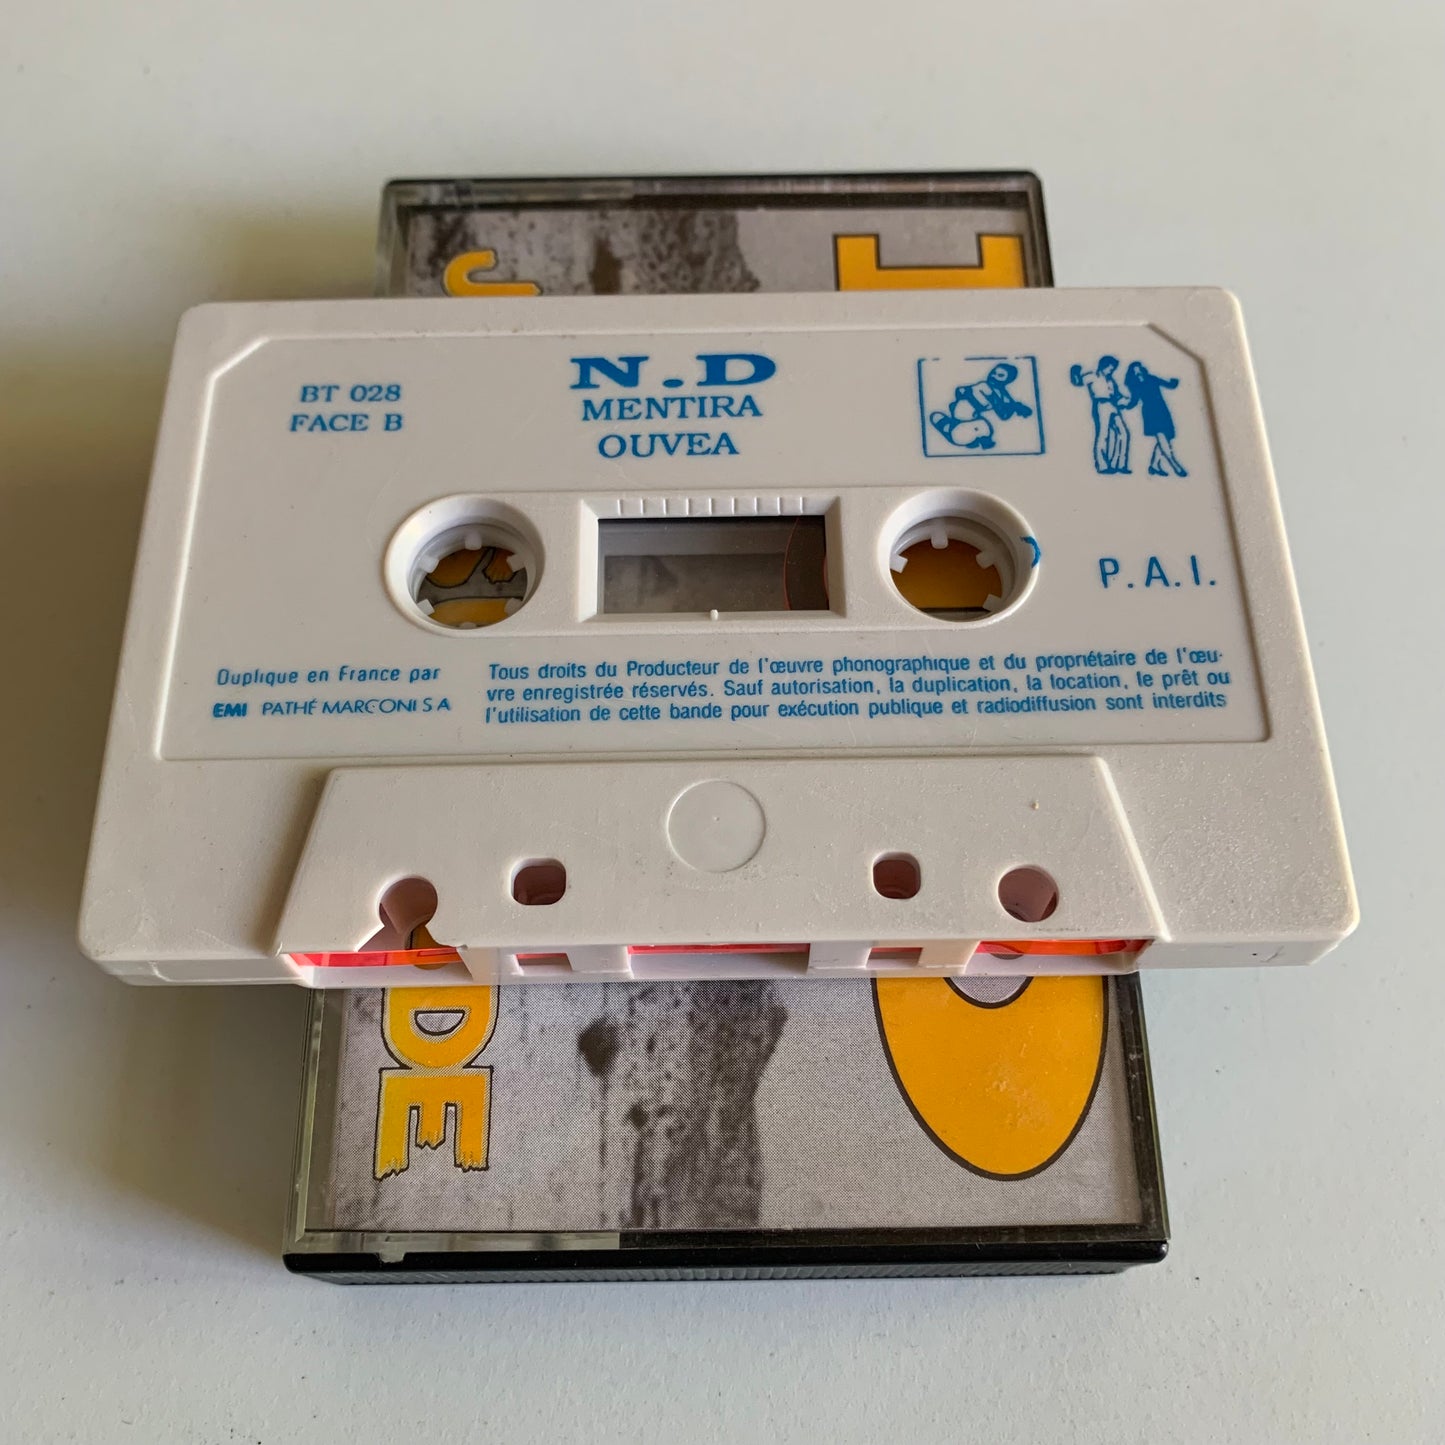 BT 028
FACE B
N.D
MENTIRA
OUVEA
P.A.I.
Duplique en France par
EMI PATHÉ MARCONI S A
Tous droits du Producteur de l'œuvre phonographique et du propriétaire de l'œu-
vre enregistrée réservés. Sauf autorisation, la duplication, la location, le prêt ou
l'utilisation de cette bande pour exécution publique et radiodiffusion sont interdits
DE